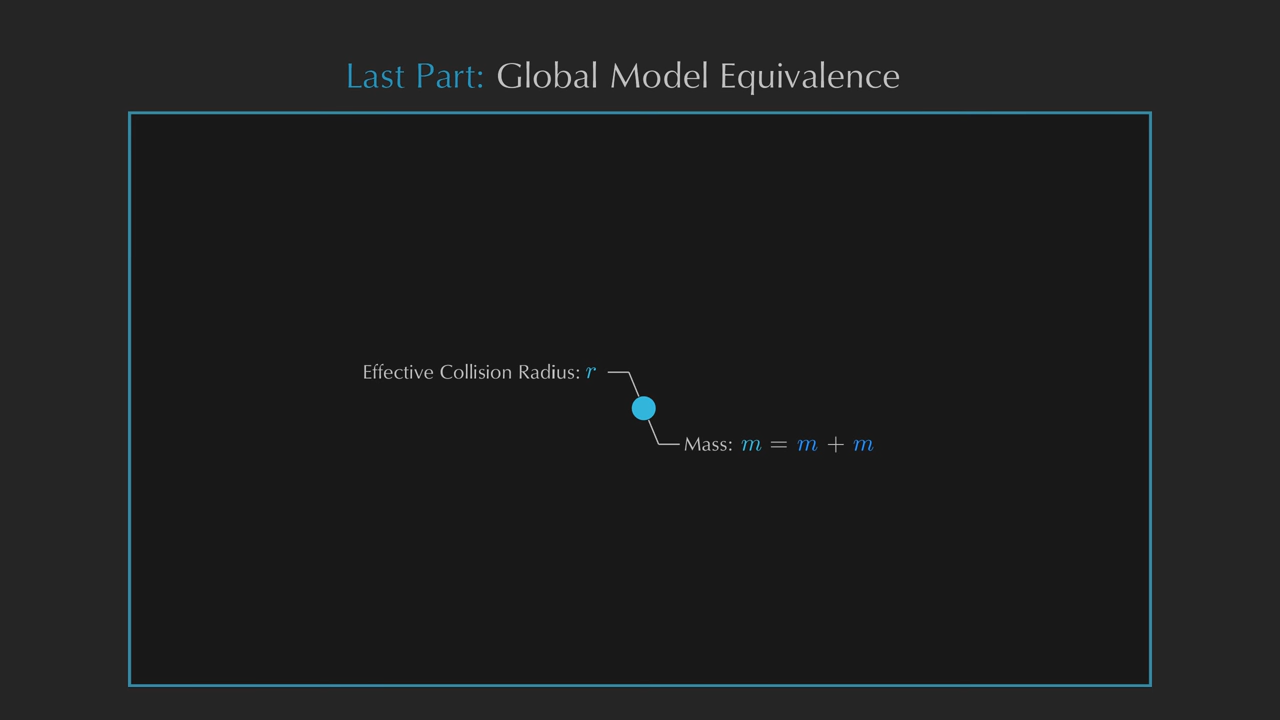 Last Part: Global Model Equivalence
Effective Collision Radius: r
Mass: m = m + m